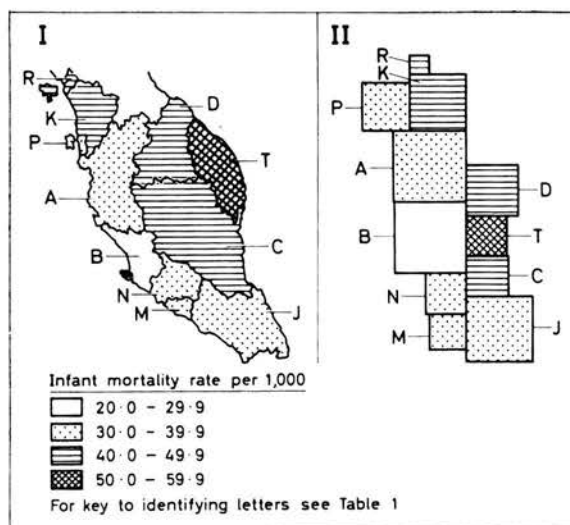 I
R
K
P
A
B
N
M
D
T
C
J
II
R
K
P
A
B
N
M
D
T
C
J
Infant mortality rate per 1,000
20·0 – 29·9
30·0 – 39·9
40·0 – 49·9
50·0 – 59·9
For key to identifying letters see Table 1